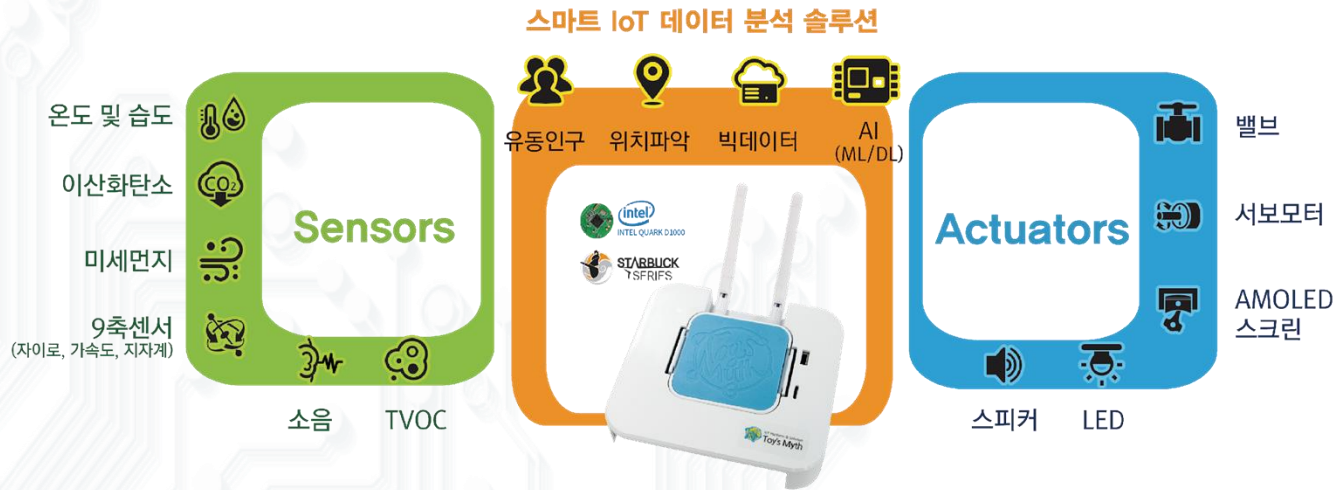 스마트 IoT 데이터 분석 솔루션
온도 및 습도
이산화탄소
미세먼지
9축센서
(자이로, 가속도, 지자계)
소음
TVOC
CO₂
Sensors
유동인구
위치파악
빅데이터
AI
(ML/DL)
intel
INTEL QUARK D1000
STARBUCK
SERIES
Toy's Myth
Actuators
밸브
서보모터
AMOLED
스크린
스피커
LED